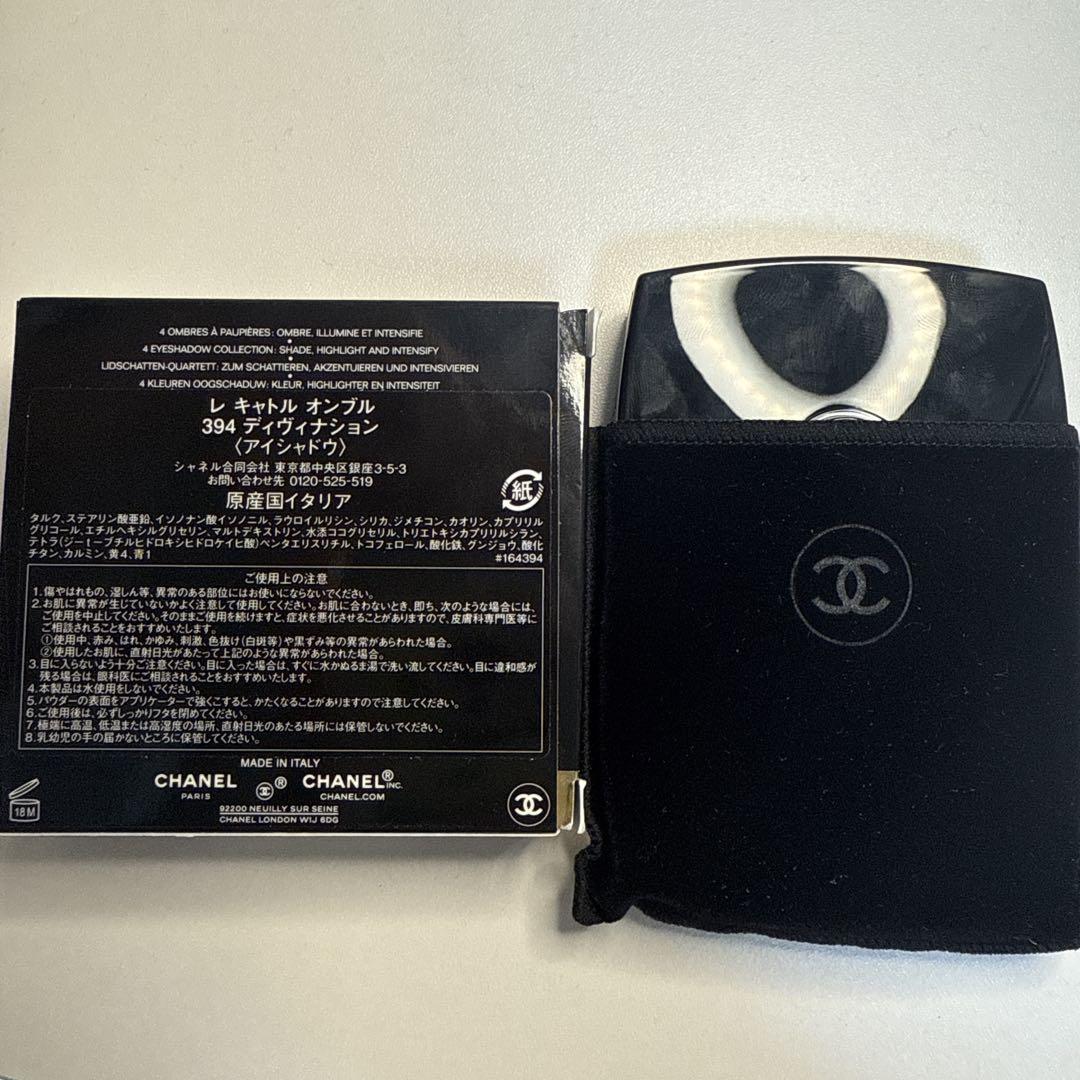 4 OMBRES À PAUPIÈRES : OMBRE, ILLUMINE ET INTENSIFIE
4 EYESHADOW COLLECTION : SHADE, HIGHLIGHT AND INTENSIFY
LIDSCHATTEN-QUARTETT: ZUM SCHATTIEREN, AKZENTUIEREN UND INTENSIVIEREN
4 KLEUREN OOGSCHADUW: KLEUR, HIGHLIGHTER EN INTENSITEIT
レ キャトル オンブル
394 ディヴィナション
〈アイシャドウ〉
シャネル合同会社 東京都中央区銀座3-5-3
お問い合わせ先 0120-525-519
原産国イタリア
紙
タルク、ステアリン酸亜鉛、イソノナン酸イソノニル、ラウロイルリシン、シリカ、ジメチコン、カオリン、カプリリル
グリコール、エチルヘキシルグリセリン、マルトデキストリン、水添ココグリセリル、トリエトキシカプリリルシラン、
テトラ(ジ-t-ブチルヒドロキシヒドロケイヒ酸)ペンタエリスリチル、トコフェロール、酸化鉄、グンジョウ、酸化
チタン、カルミン、黄4、青1
#164394
ご使用上の注意
1.傷やはれもの、湿しん等、異常のある部位にはお使いにならないでください。
2.お肌に異常が生じていないかよく注意して使用してください。お肌に合わないとき、即ち、次のような場合には、
ご使用を中止してください。そのままご使用を続けますと、症状を悪化させることがありますので、皮膚科専門医等に
ご相談されることをおすすめいたします。
①使用中、赤み、はれ、かゆみ、刺激、色抜け(白斑等)や黒ずみ等の異常があらわれた場合。
②使用したお肌に、直射日光があたって上記のような異常があらわれた場合。
3.目に入らないよう十分ご注意ください。目に入った場合は、すぐに水かぬるま湯で洗い流してください。目に違和感が
残る場合は、眼科医にご相談されることをおすすめいたします。
4.本製品は水使用をしないでください。
5.パウダーの表面をアプリケーターで強くこすると、かたくなることがありますので注意してください。
6.ご使用後は、必ずしっかりフタを閉めてください。
7.極端に高温、低温または高湿度の場所、直射日光のあたる場所には保管しないでください。
8.乳幼児の手の届かないところに保管してください。
MADE IN ITALY
CHANEL ® CHANEL® INC.
PARIS CHANEL.COM
92200 NEUILLY SUR SEINE
CHANEL LONDON W1J 6DG
18M